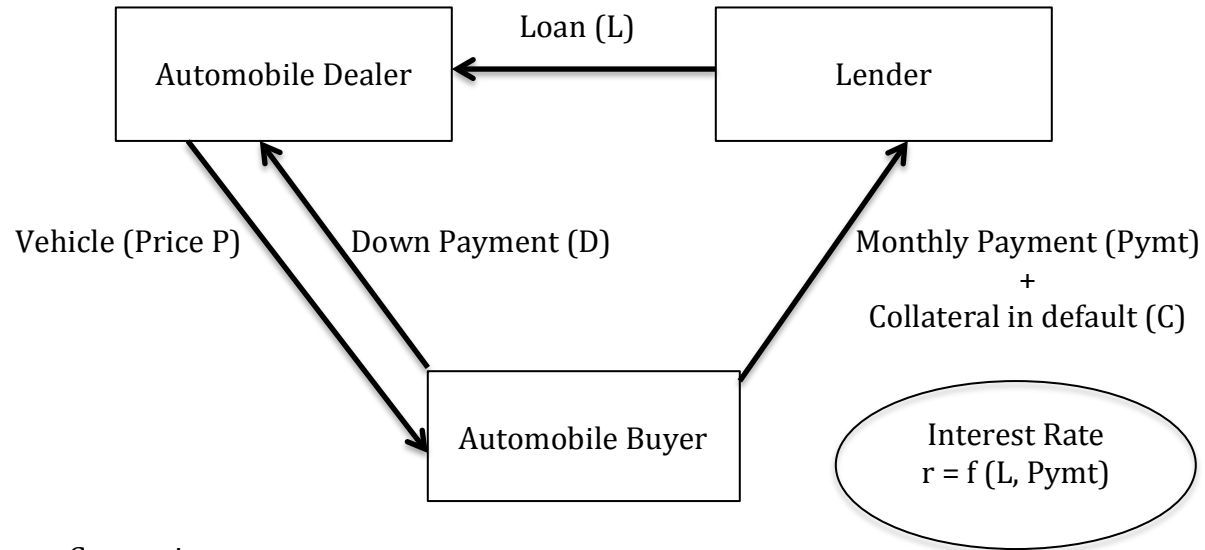 Loan (L)
Automobile Dealer
Lender
Vehicle (Price P)
Down Payment (D)
Monthly Payment (Pymt)
+
Collateral in default (C)
Automobile Buyer
Interest Rate
r = f (L, Pymt)